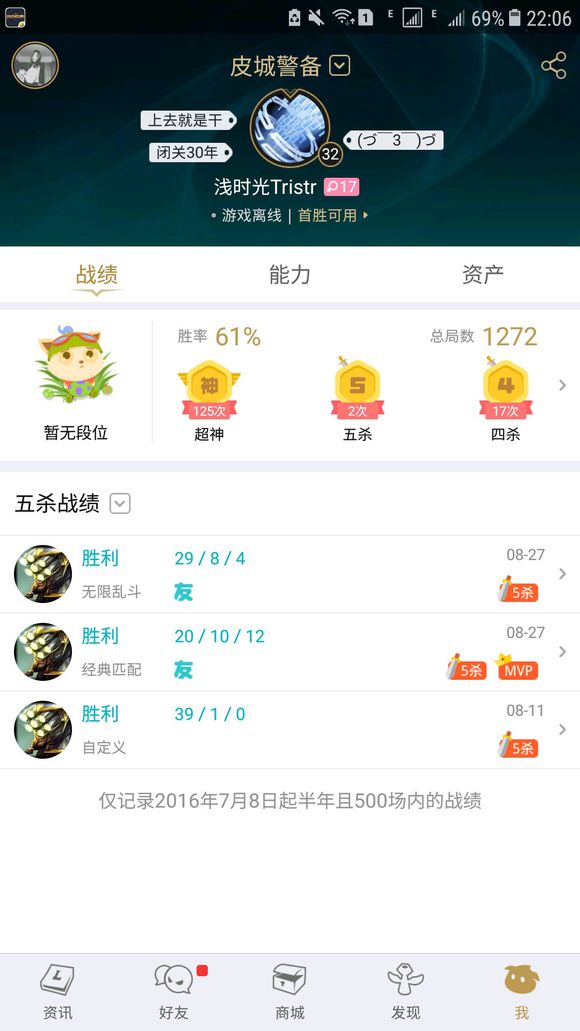 1 E E 69% 22:06
皮城警备
上去就是干
闭关30年
(づ￣3￣)づ
32
浅时光Tristr 17
游戏离线 | 首胜可用
战绩 能力 资产
胜率 61% 总局数 1272
神 5 4
125次 2次 17次
暂无段位 超神 五杀 四杀
五杀战绩
胜利 29 / 8 / 4 08-27
无限乱斗 友 5杀
胜利 20 / 10 / 12 08-27
经典匹配 友 5杀 MVP
胜利 39 / 1 / 0 08-11
自定义 5杀
仅记录2016年7月8日起半年且500场内的战绩
资讯 好友 商城 发现 我